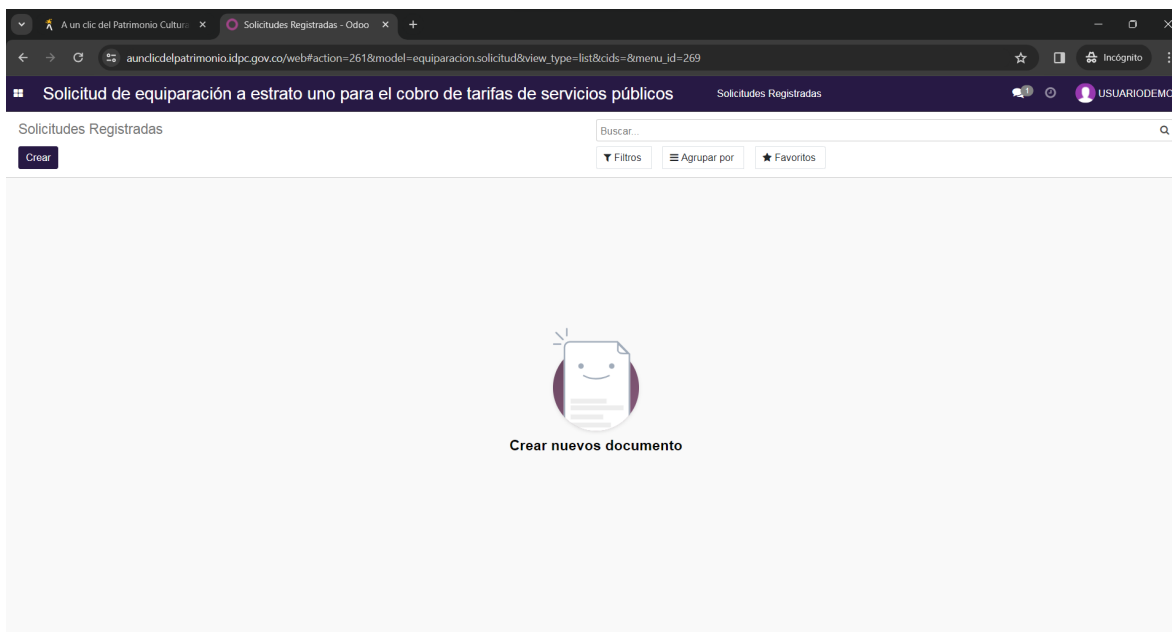 A un clic del Patrimonio Cultura
Solicitudes Registradas - Odoo
aunclicdelpatrimonio.idpc.gov.co/web#action=261&model=equiparacion.solicitud&view_type=list&cids=&menu_id=269
Incógnito
Solicitud de equiparación a estrato uno para el cobro de tarifas de servicios públicos
Solicitudes Registradas
1
USUARIODEMO
Solicitudes Registradas
Buscar...
Crear
Filtros
Agrupar por
Favoritos
Crear nuevos documento